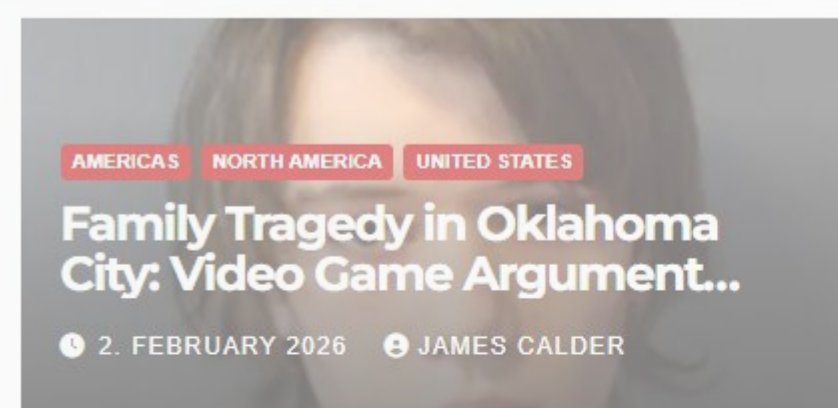 AMERICAS NORTH AMERICA UNITED STATES
Family Tragedy in Oklahoma
City: Video Game Argument...
2. FEBRUARY 2026 JAMES CALDER